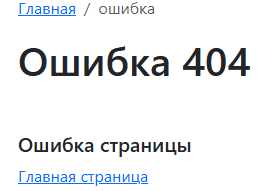 Главная / ошибка
Ошибка 404
Ошибка страницы
Главная страница